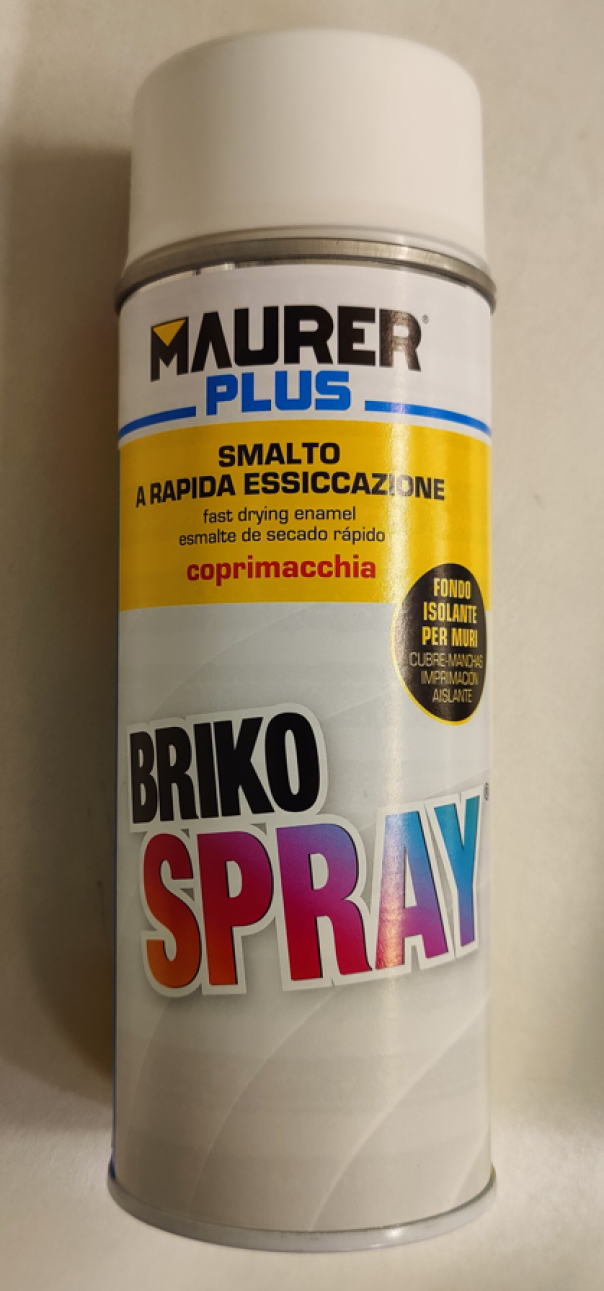 MAURER®
PLUS
SMALTO
A RAPIDA ESSICCAZIONE
fast drying enamel
esmalte de secado rápido
coprimacchia
FONDO
ISOLANTE
PER MURI
CUBRE-MANCHAS
IMPRIMACIÓN
AISLANTE
BRIKO
SPRAY®